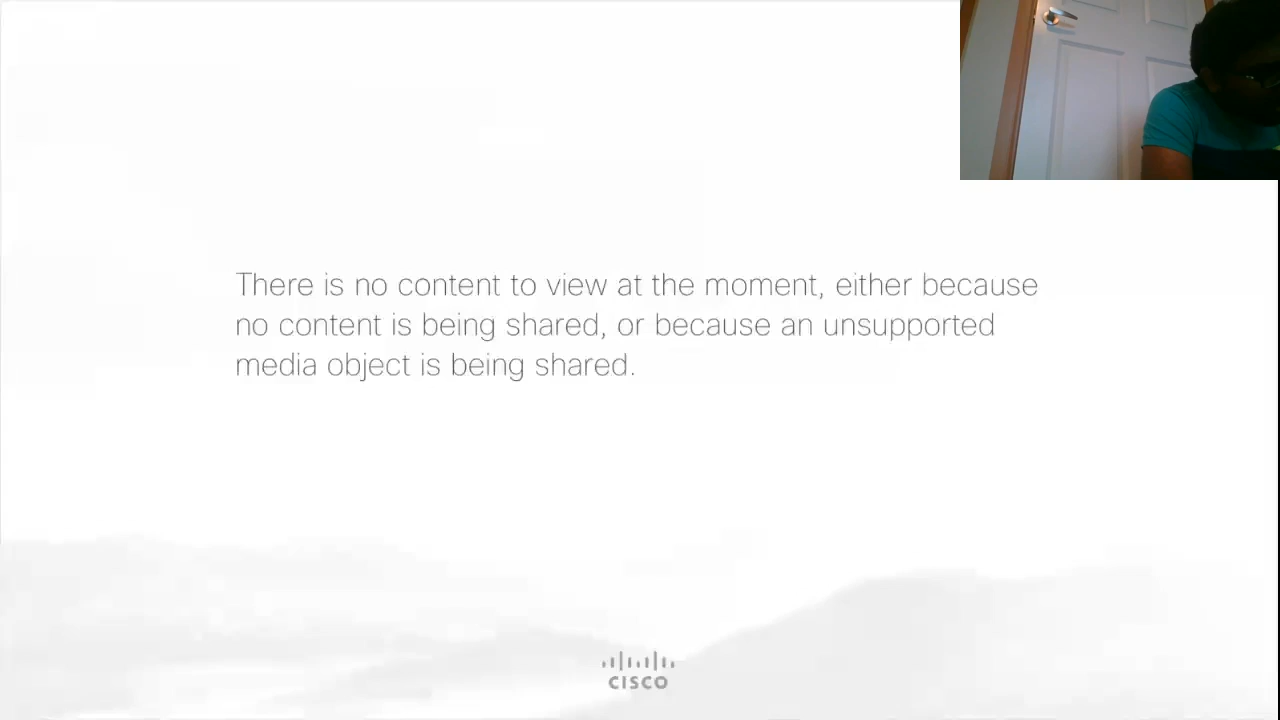 There is no content to view at the moment, either because
no content is being shared, or because an unsupported
media object is being shared.
CISCO